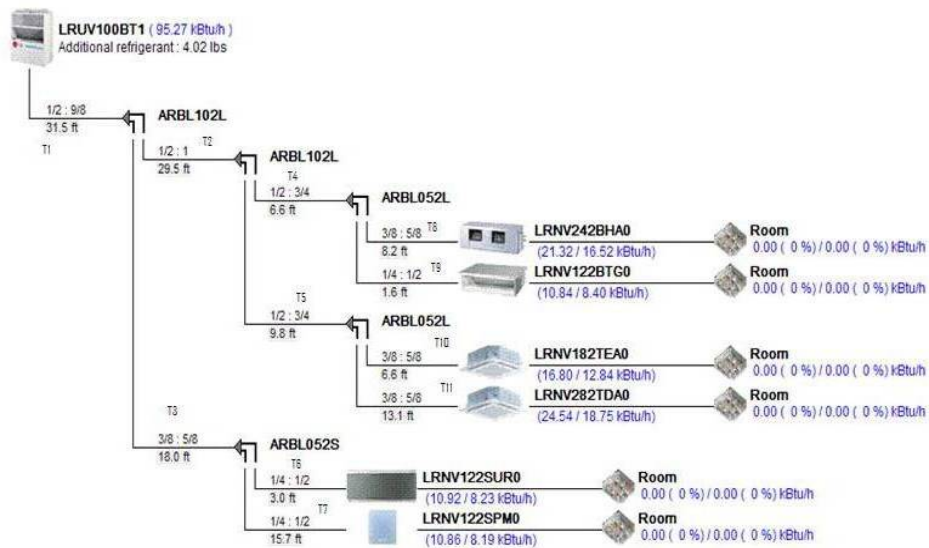 LRUV100BT1 ( 95.27 kBtu/h )
Additional refrigerant : 4.02 lbs
1/2 : 9/8
31.5 ft
T1
ARBL102L
1/2 : 1
29.5 ft
T2
ARBL102L
T4
1/2 : 3/4
6.6 ft
ARBL052L
3/8 : 5/8
8.2 ft
T8
LRNV242BHA0
(21.32 / 16.52 kBtu/h)
Room
0.00 ( 0 %) / 0.00 ( 0 %) kBtu/h
1/4 : 1/2
1.6 ft
T9
LRNV122BTG0
(10.84 / 8.40 kBtu/h)
Room
0.00 ( 0 %) / 0.00 ( 0 %) kBtu/h
T5
1/2 : 3/4
9.8 ft
ARBL052L
T10
3/8 : 5/8
6.6 ft
LRNV182TEA0
(16.80 / 12.84 kBtu/h)
Room
0.00 ( 0 %) / 0.00 ( 0 %) kBtu/h
T11
3/8 : 5/8
13.1 ft
LRNV282TDA0
(24.54 / 18.75 kBtu/h)
Room
0.00 ( 0 %) / 0.00 ( 0 %) kBtu/h
T3
3/8 : 5/8
18.0 ft
ARBL052S
T6
1/4 : 1/2
3.0 ft
LRNV122SUR0
(10.92 / 8.23 kBtu/h)
Room
0.00 ( 0 %) / 0.00 ( 0 %) kBtu/h
T7
1/4 : 1/2
15.7 ft
LRNV122SPM0
(10.86 / 8.19 kBtu/h)
Room
0.00 ( 0 %) / 0.00 ( 0 %) kBtu/h